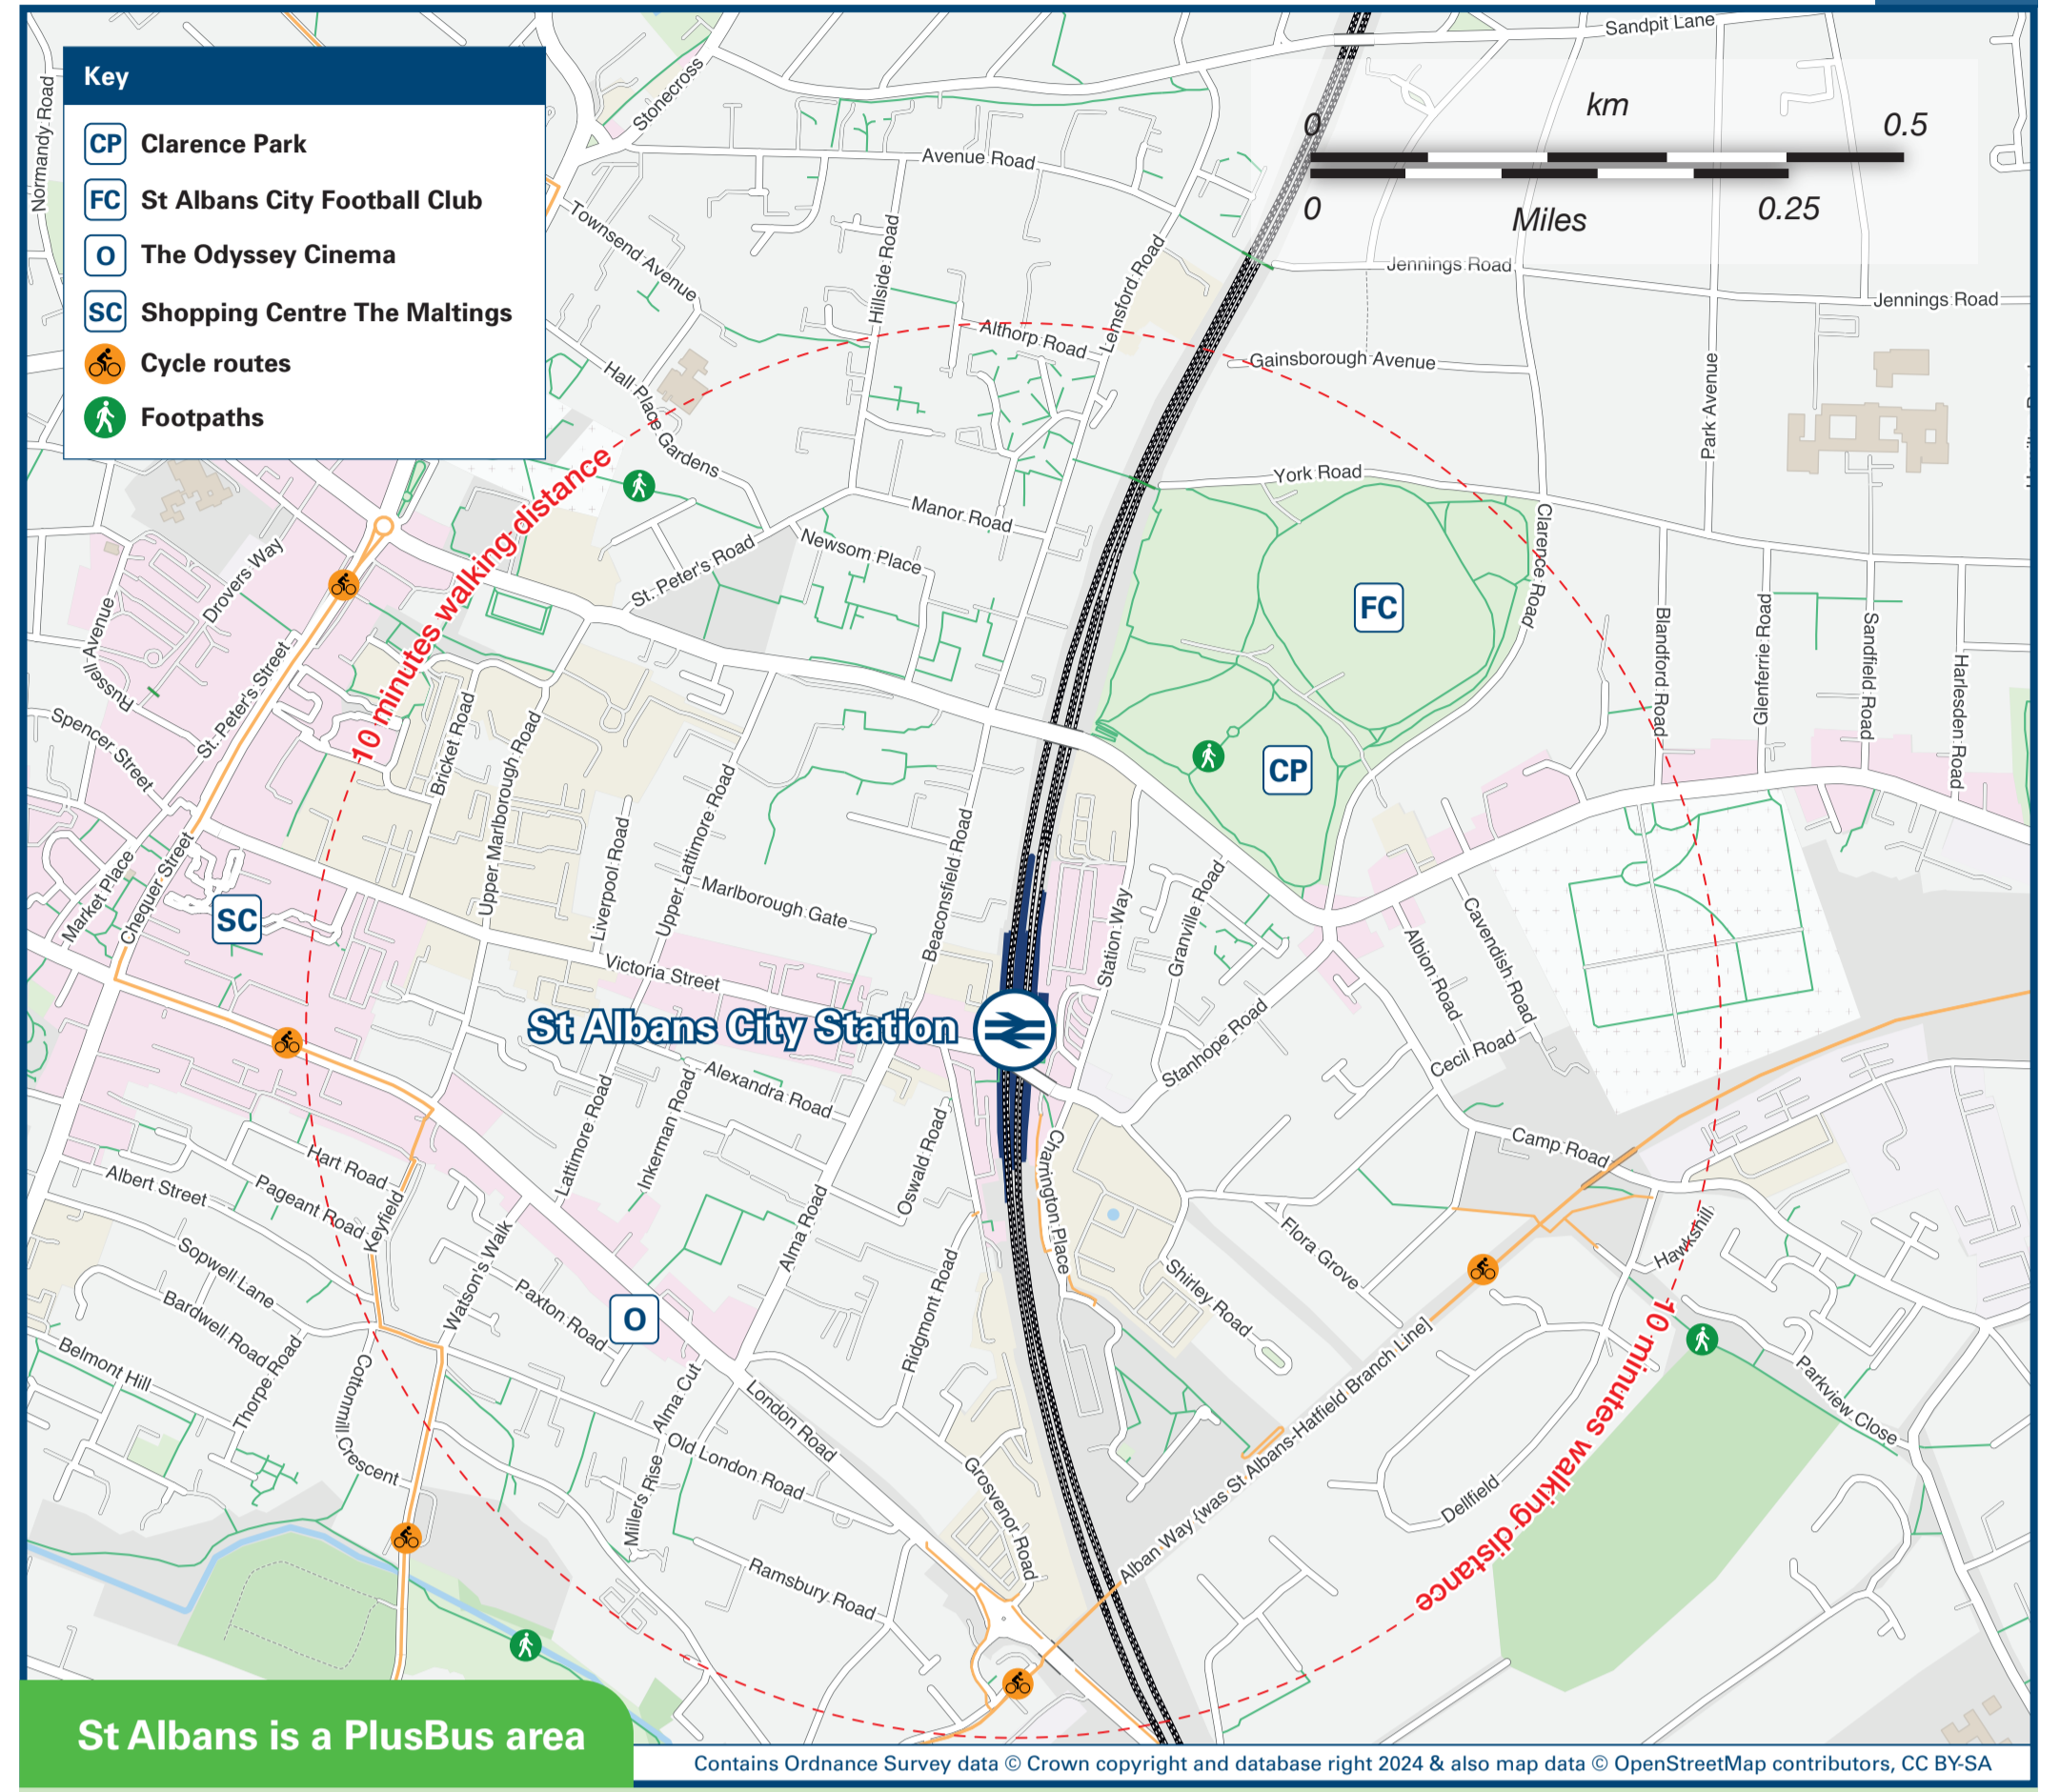 Key
CP Clarence Park
FC St Albans City Football Club
O The Odyssey Cinema
SC Shopping Centre The Maltings
Cycle routes
Footpaths
km
0 0.5
0 0.25
Miles
Sandpit Lane
Normandy Road
Stonecross
Avenue Road
Townsend Avenue
Hillside Road
Lemsford Road
Jennings Road
Jennings Road
Althorp Road
Gainsborough Avenue
Park Avenue
Hall Place Gardens
York Road
Manor Road
Clarence Road
10 minutes walking distance
Drovers Way
St. Peter's Road
Newsom Place
FC
Russell Avenue
St. Peter's Street
Blandford Road
Glenferrie Road
Sandfield Road
Harlesden Road
Spencer Street
Bricket Road
Upper Marlborough Road
CP
Liverpool Road
Upper Lattimore Road
Beaconsfield Road
Marlborough Gate
Market Place
Chequer Street
SC
Victoria Street
Station Way
Granville Road
Albion Road
Cavendish Road
St Albans City Station
Stanhope Road
Cecil Road
Alexandra Road
Lattimore Road
Inkerman Road
Oswald Road
Charrington Place
Camp Road
Hart Road
Albert Street
Pageant Road
Keyfield
Alma Road
Flora Grove
Hawkshill
Sopwell Lane
Watson's Walk
Paxton Road
Ridgmont Road
Shirley Road
Bardwell Road
O
Belmont Hill
Thorpe Road
Cottonmill Crescent
Alma Cut
London Road
Alban Way {was St Albans-Hatfield Branch Line]
Parkview Close
10 minutes walking distance
Old London Road
Millers Rise
Grosvenor Road
Dellfield
Ramsbury Road
St Albans is a PlusBus area
Contains Ordnance Survey data © Crown copyright and database right 2024 & also map data © OpenStreetMap contributors, CC BY-SA